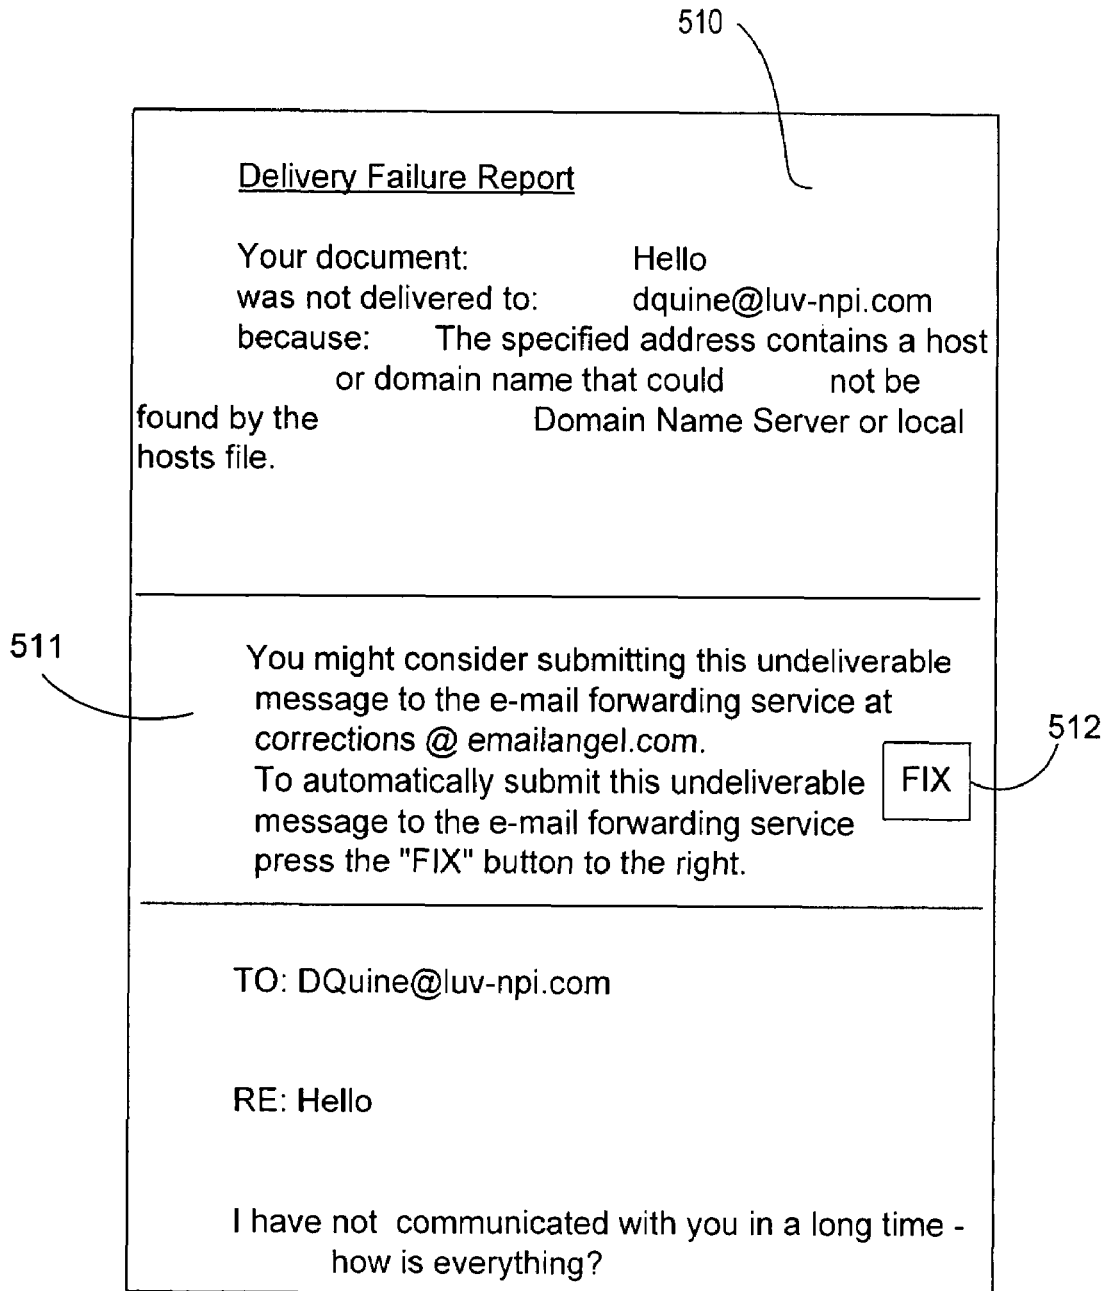 510
Delivery Failure Report
Your document: Hello
was not delivered to: dquine@luv-npi.com
because: The specified address contains a host
or domain name that could not be
found by the Domain Name Server or local
hosts file.
511
You might consider submitting this undeliverable
message to the e-mail forwarding service at
corrections @ emailangel.com.
512
To automatically submit this undeliverable FIX
message to the e-mail forwarding service
press the "FIX" button to the right.
TO: DQuine@luv-npi.com
RE: Hello
I have not communicated with you in a long time -
how is everything?